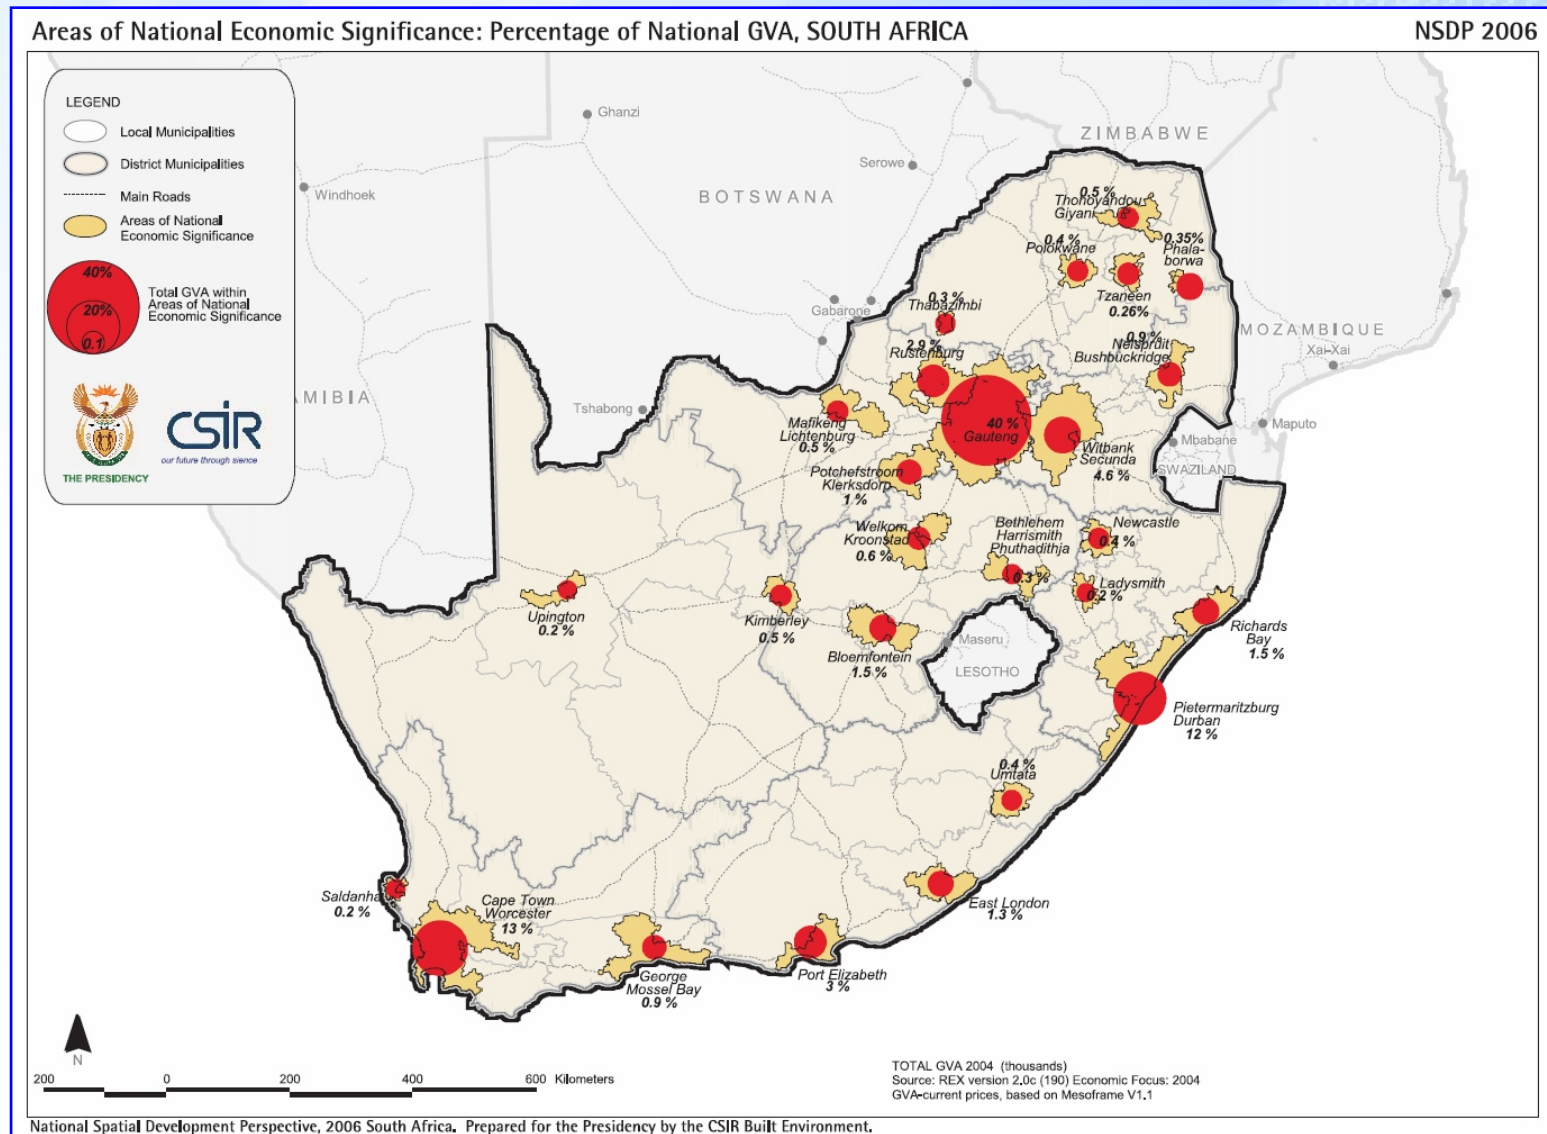 Areas of National Economic Significance: Percentage of National GVA, SOUTH AFRICA
NSDP 2006
LEGEND
Local Municipalities
District Municipalities
Main Roads
Areas of National
Economic Significance
40%
20%
0.1
Total GVA within
Areas of National
Economic Significance
THE PRESIDENCY
CSIR
our future through sience
Ghanzi
Windhoek
Serowe
BOTSWANA
ZIMBABWE
AMIBIA
Tshabong
Gabarone
MOZAMBIQUE
Xai-Xai
Maputo
Mbabane
SWAZILAND
Maseru
LESOTHO
0.5 %
Thohoyandou
Giyani
0.4 %
Polokwane
0.35%
Phala-
borwa
Tzaneen
0.26%
0.3 %
Thabazimbi
2.9 %
Rustenburg
0.9 %
Nelspruit
Bushbuckridge
Mafikeng
Lichtenburg
0.5 %
40 %
Gauteng
Witbank
Secunda
4.6 %
Potchefstroom
Klerksdorp
1 %
Welkom
Kroonstad
0.6 %
Bethlehem
Harrismith
Phuthadithja
0.3 %
Newcastle
0.4 %
Ladysmith
0.2 %
Upington
0.2 %
Kimberley
0.5 %
Bloemfontein
1.5 %
Richards
Bay
1.5 %
Pietermaritzburg
Durban
12 %
0.4 %
Umtata
East London
1.3 %
Saldanha
0.2 %
Cape Town
Worcester
13 %
George
Mossel Bay
0.9 %
Port Elizabeth
3 %
N
200 0 200 400 600 Kilometers
TOTAL GVA 2004 (thousands)
Source: REX version 2.0c (190) Economic Focus: 2004
GVA-current prices, based on Mesoframe V1.1
National Spatial Development Perspective, 2006 South Africa. Prepared for the Presidency by the CSIR Built Environment.